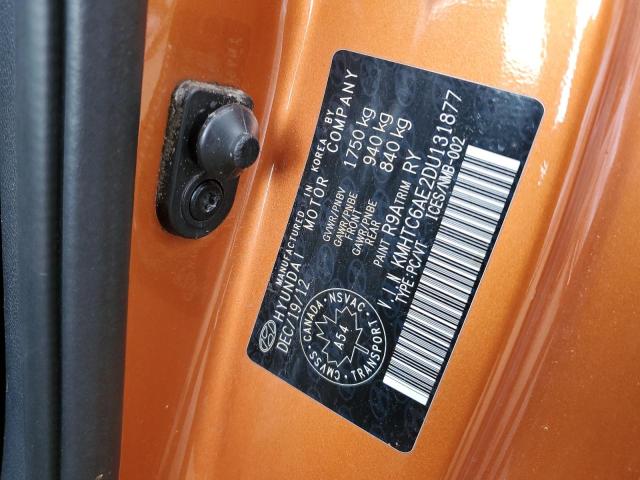 MANUFACTURED IN KOREA BY
HYUNDAI MOTOR COMPANY
DEC/19/12
GVWR/PNBV 1750 kg
GAWR/PNBE FRONT 940 kg
GAWR/PNBE REAR 840 kg
PAINT R9A TRIM RY
CANADA NSVAC
A54
CMVSS TRANSPORT
V.I.N. KMHTC6AE2DU131877
TYPE:PC/VT ICES/NMB-002